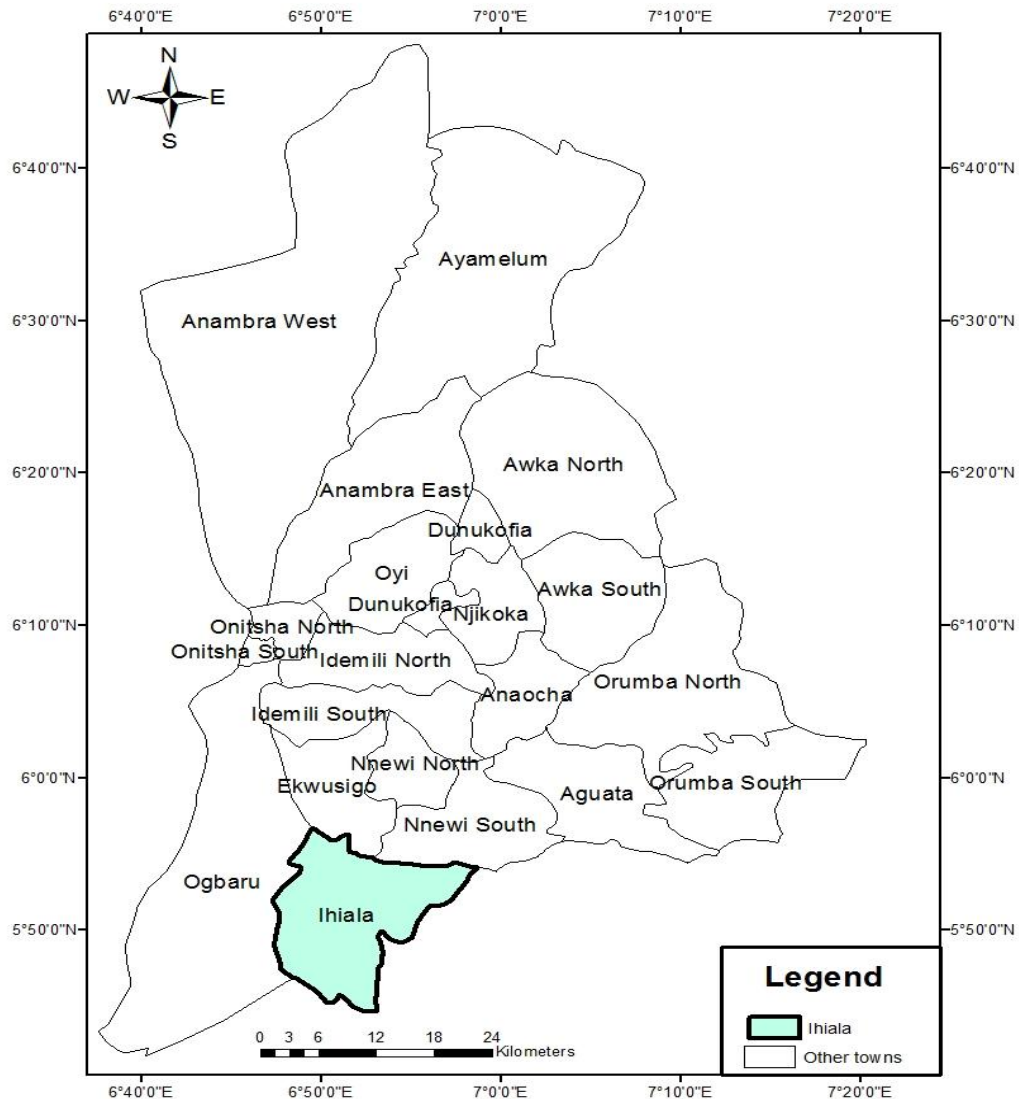 6°40'0"E 6°50'0"E 7°0'0"E 7°10'0"E 7°20'0"E
N
W E
S
6°40'0"N 6°40'0"N
Ayamelum
6°30'0"N Anambra West 6°30'0"N
6°20'0"N Awka North 6°20'0"N
Anambra East
Dunukofia
Oyi
Awka South
Dunukofia
Njikoka
6°10'0"N Onitsha North 6°10'0"N
Onitsha South
Idemili North
Orumba North
Anaocha
Idemili South
Nnewi North
6°0'0"N 6°0'0"N
Orumba South
Ekwusigo
Aguata
Nnewi South
Ogbaru
Ihiala
5°50'0"N 5°50'0"N
Legend
Ihiala
Other towns
0 3 6 12 18 24
Kilometers
6°40'0"E 6°50'0"E 7°0'0"E 7°10'0"E 7°20'0"E